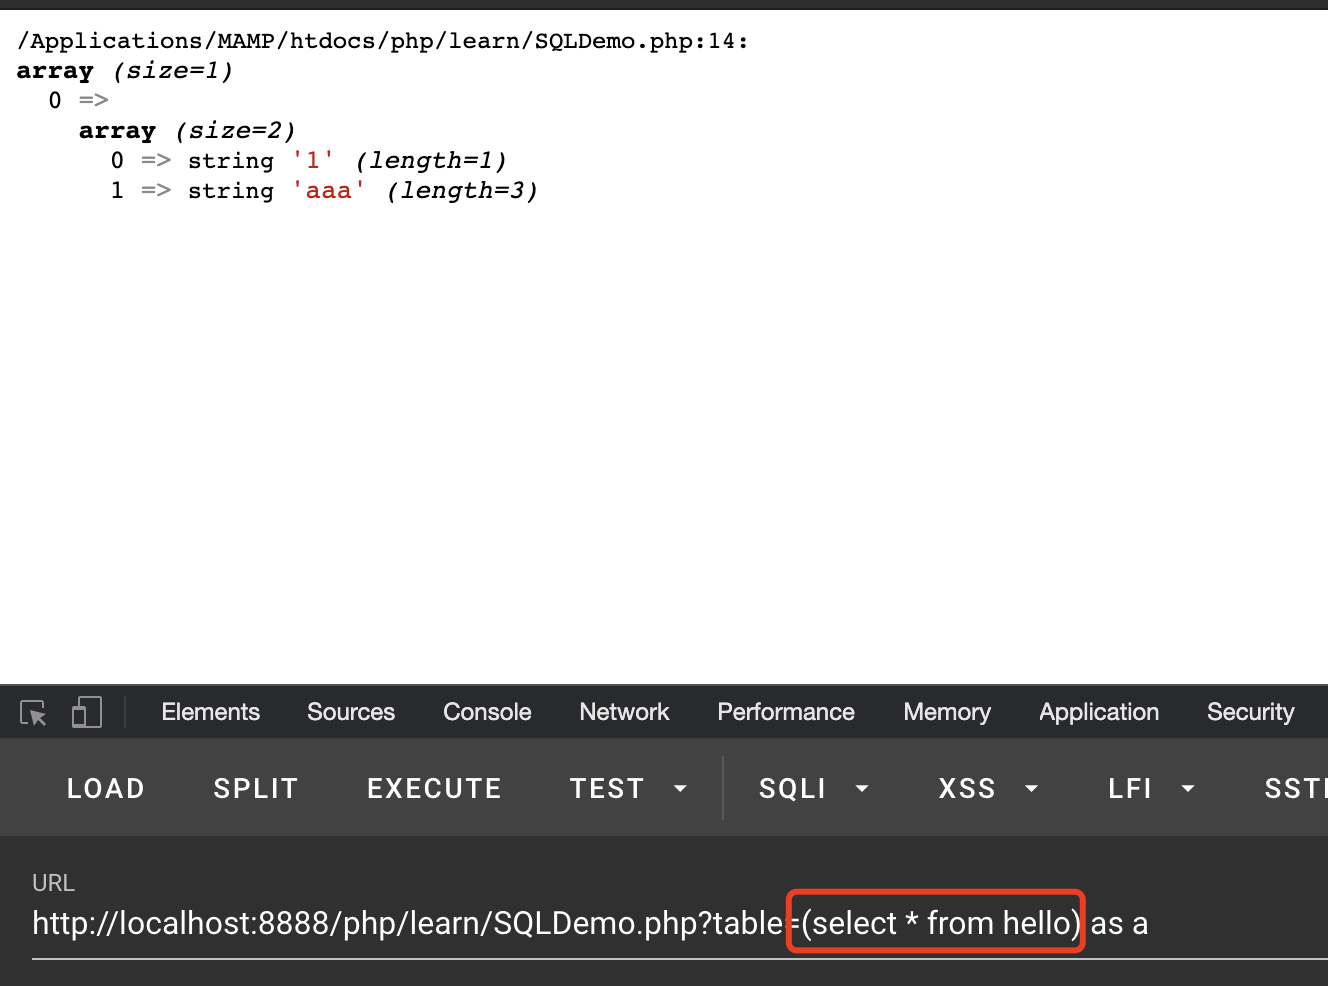 /Applications/MAMP/htdocs/php/learn/SQLDemo.php:14:
array (size=1)
0 =>
array (size=2)
0 => string '1' (length=1)
1 => string 'aaa' (length=3)
Elements Sources Console Network Performance Memory Application Security
LOAD SPLIT EXECUTE TEST SQLI XSS LFI SSTI
URL
http://localhost:8888/php/learn/SQLDemo.php?table=(select * from hello) as a